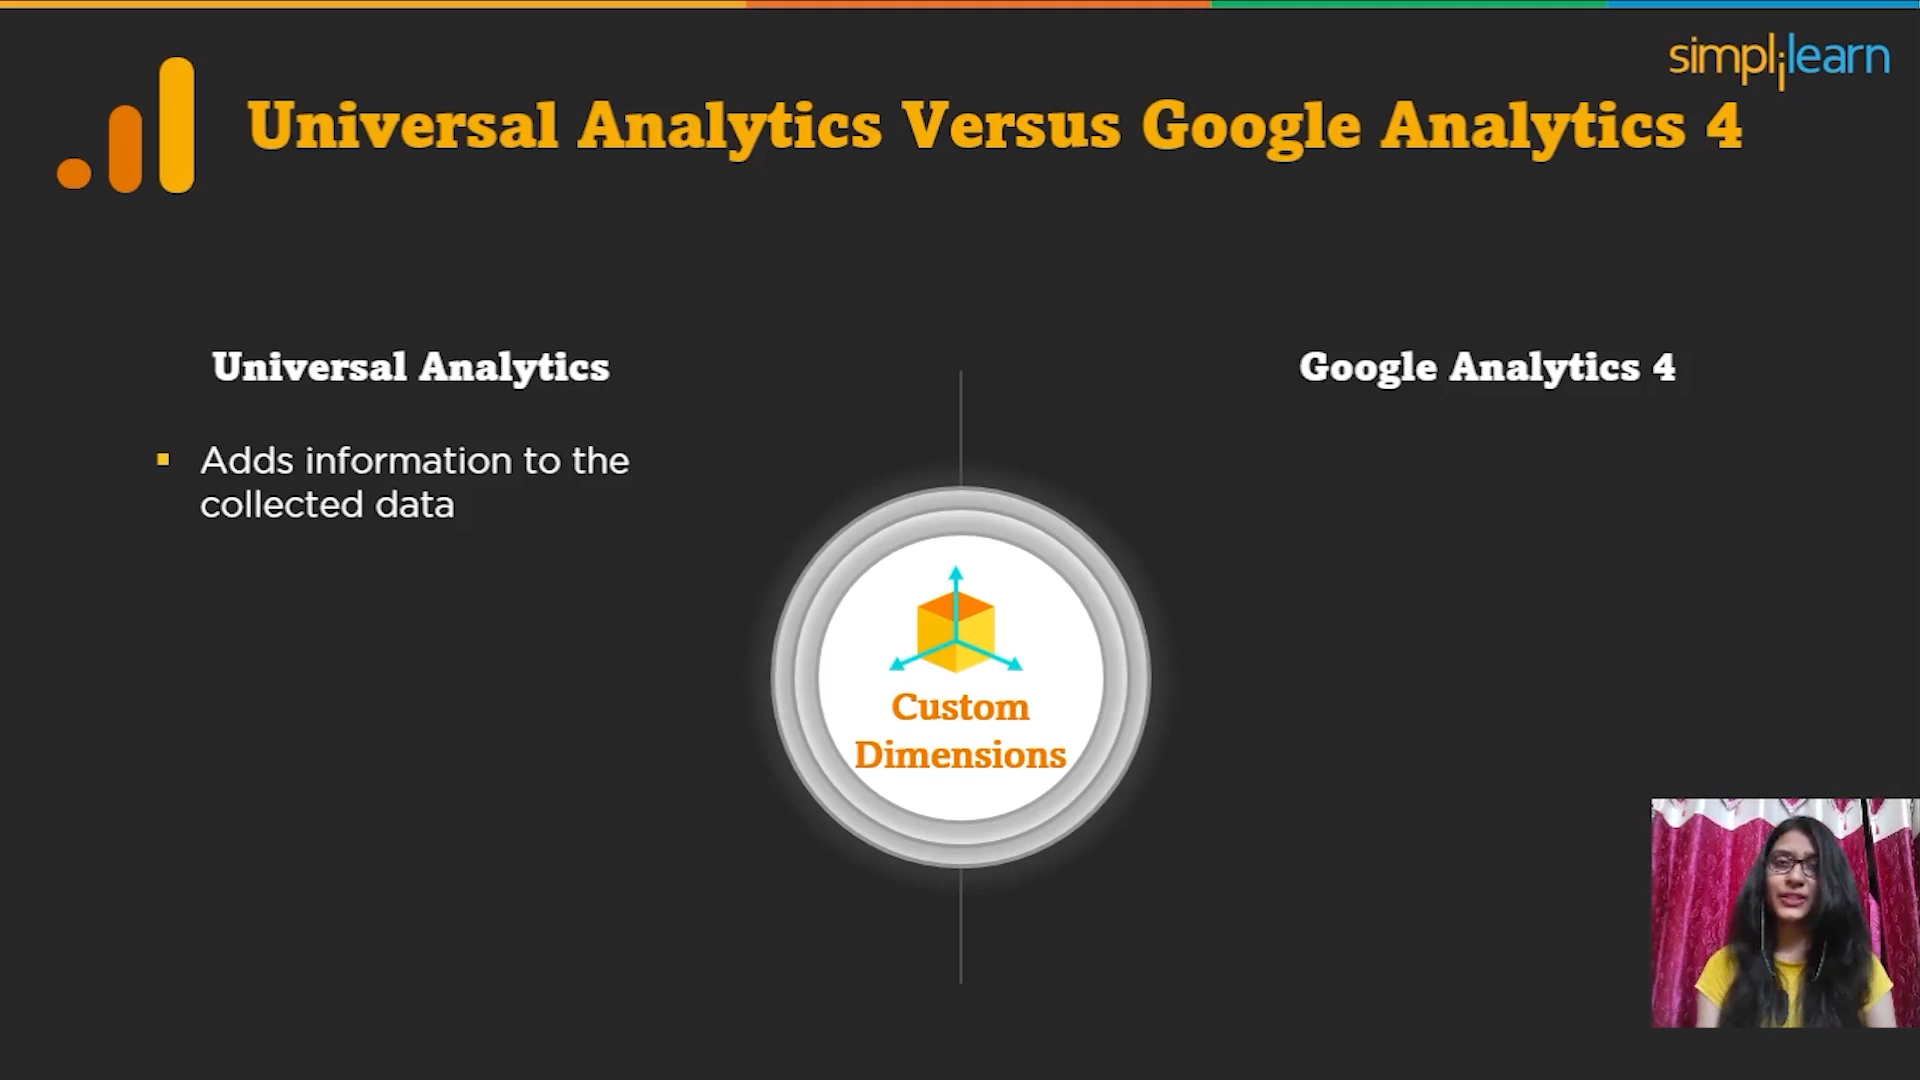 simplilearn
Universal Analytics Versus Google Analytics 4
Universal Analytics
Google Analytics 4
Adds information to the
collected data
Custom
Dimensions